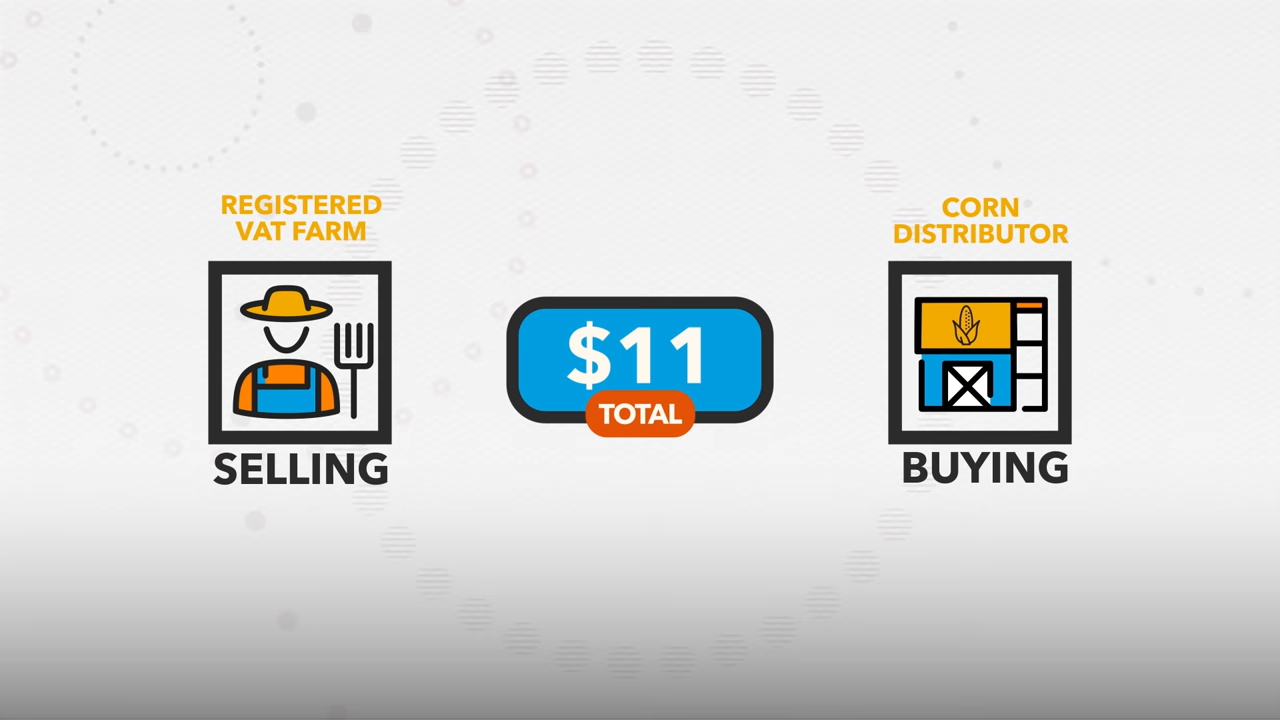 REGISTERED
VAT FARM
SELLING
$11
TOTAL
CORN
DISTRIBUTOR
BUYING